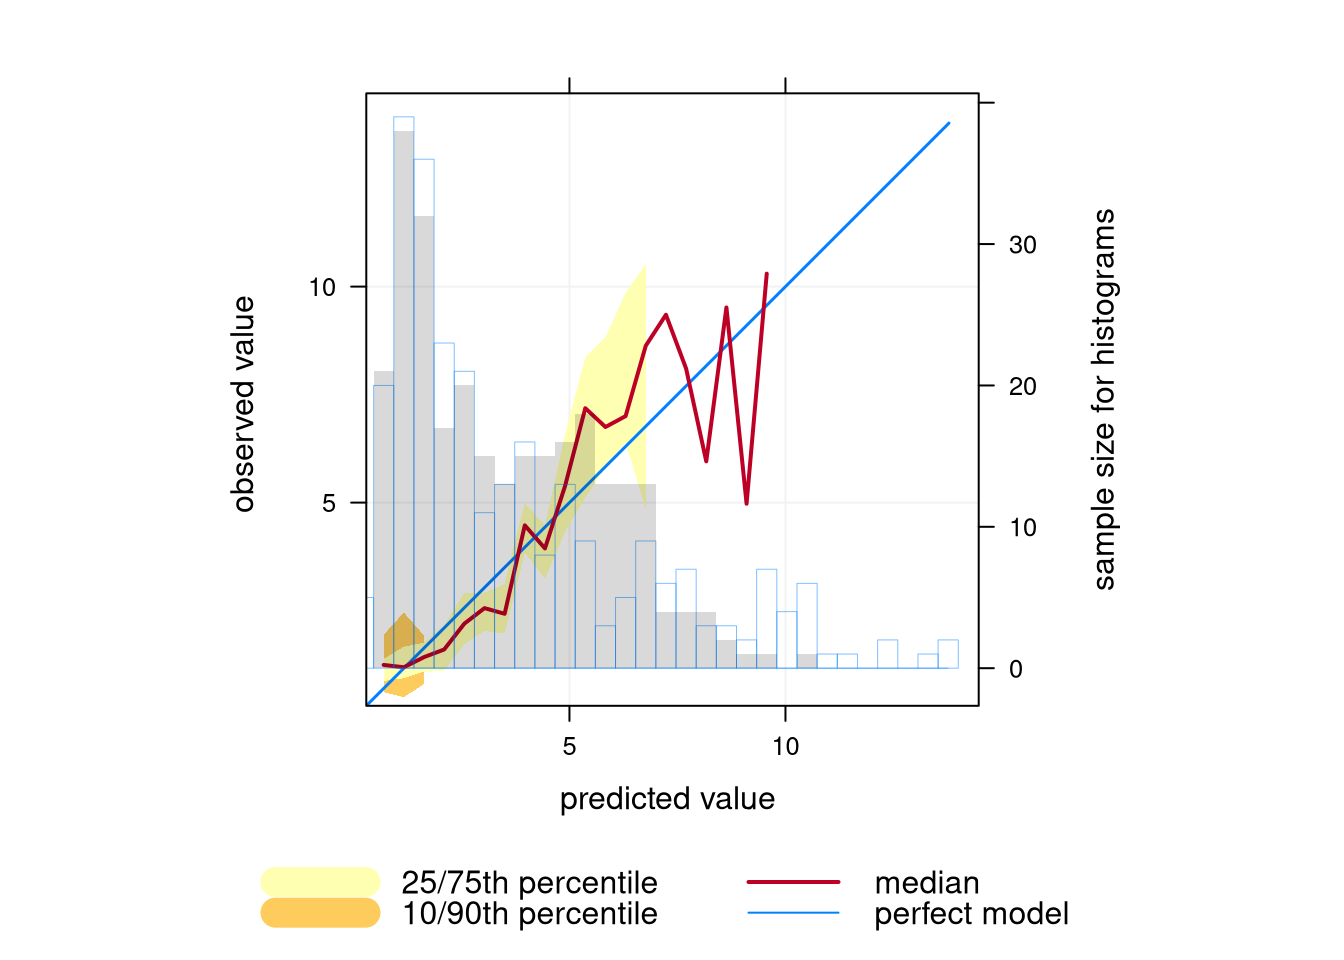 observed value
10
5
30
20
10
0
sample size for histograms
5 10
predicted value
25/75th percentile median
10/90th percentile perfect model